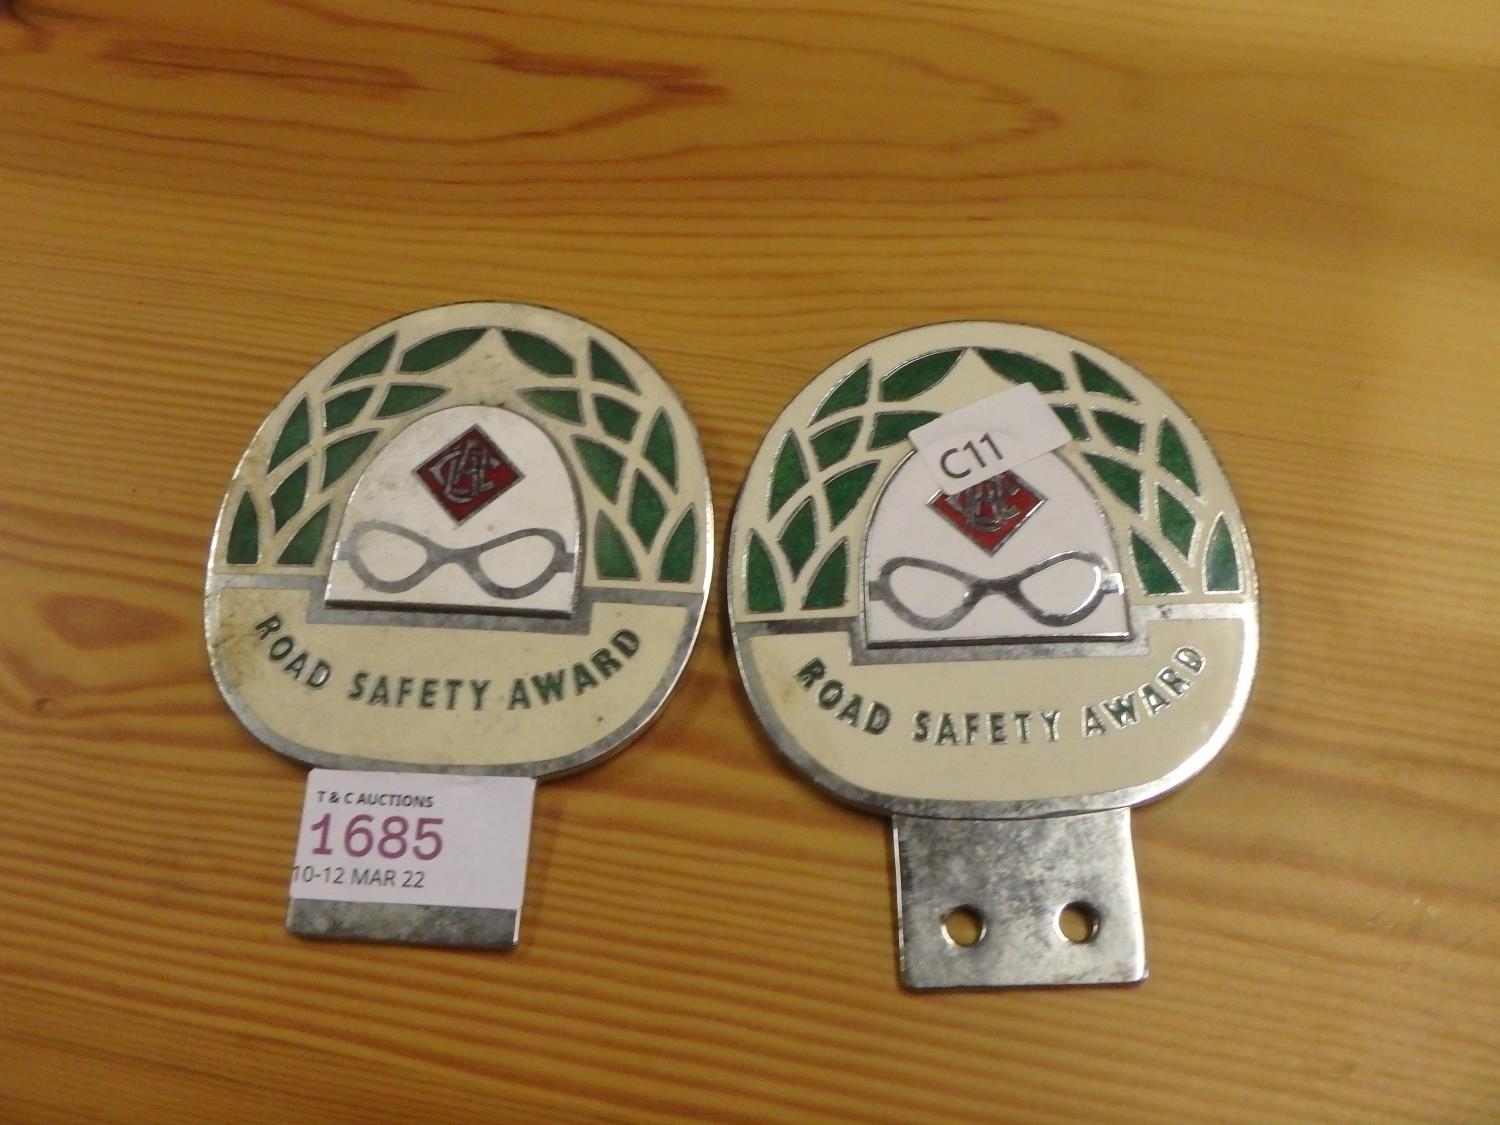 ROAD SAFETY AWARD
T & C AUCTIONS
1685
10-12 MAR 22
C11
ROAD SAFETY AWARD